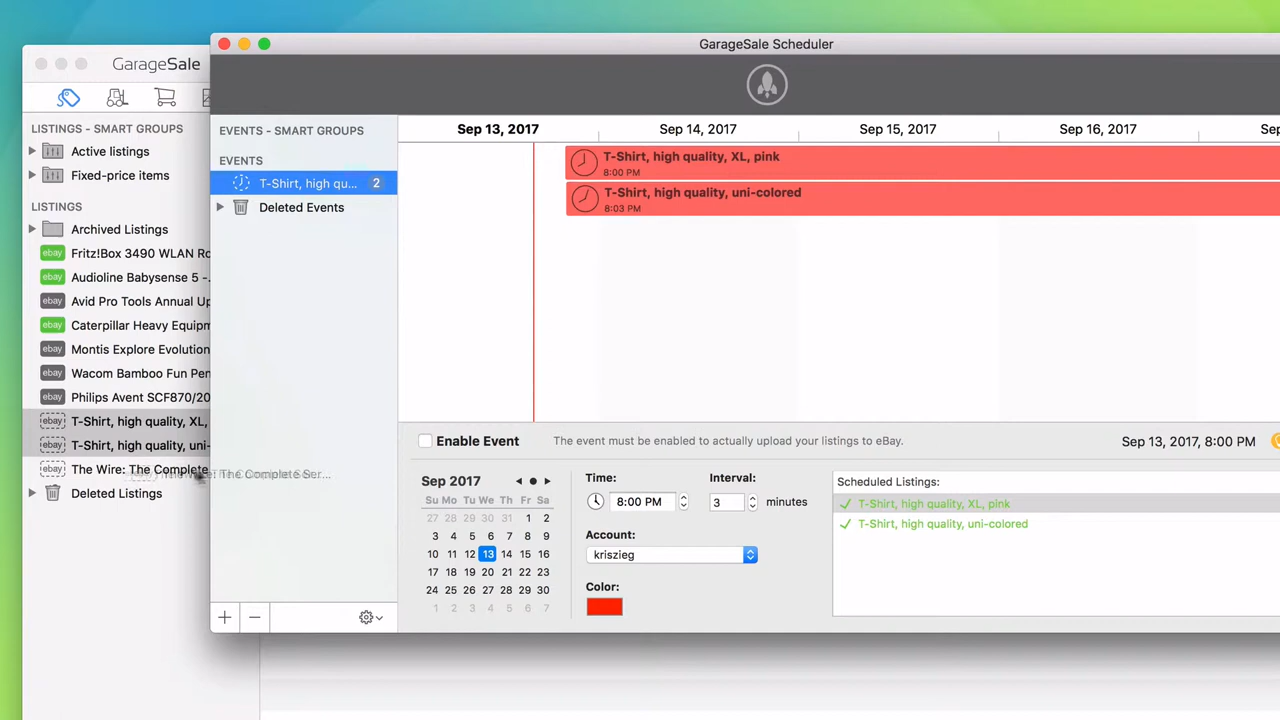 GarageSale
LISTINGS - SMART GROUPS
Active listings
Fixed-price items
LISTINGS
Archived Listings
ebay Fritz!Box 3490 WLAN Ro
ebay Audioline Babysense 5 -
ebay Avid Pro Tools Annual Up
ebay Caterpillar Heavy Equipm
ebay Montis Explore Evolution
ebay Wacom Bamboo Fun Pen
ebay Philips Avent SCF870/20
ebay T-Shirt, high quality, XL,
ebay T-Shirt, high quality, uni-
ebay The Wire: The Complete
The Complete Ser...
Deleted Listings
GarageSale Scheduler
EVENTS - SMART GROUPS
EVENTS
T-Shirt, high qu... 2
Deleted Events
Sep 13, 2017 Sep 14, 2017 Sep 15, 2017 Sep 16, 2017 Sep
T-Shirt, high quality, XL, pink
8:00 PM
T-Shirt, high quality, uni-colored
8:03 PM
Enable Event The event must be enabled to actually upload your listings to eBay. Sep 13, 2017, 8:00 PM
Sep 2017
Su Mo Tu We Th Fr Sa
27 28 29 30 31 1 2
3 4 5 6 7 8 9
10 11 12 13 14 15 16
17 18 19 20 21 22 23
24 25 26 27 28 29 30
1 2 3 4 5 6 7
Time: Interval:
8:00 PM 3 minutes
Account:
kriszieg
Color:
Scheduled Listings:
T-Shirt, high quality, XL, pink
T-Shirt, high quality, uni-colored